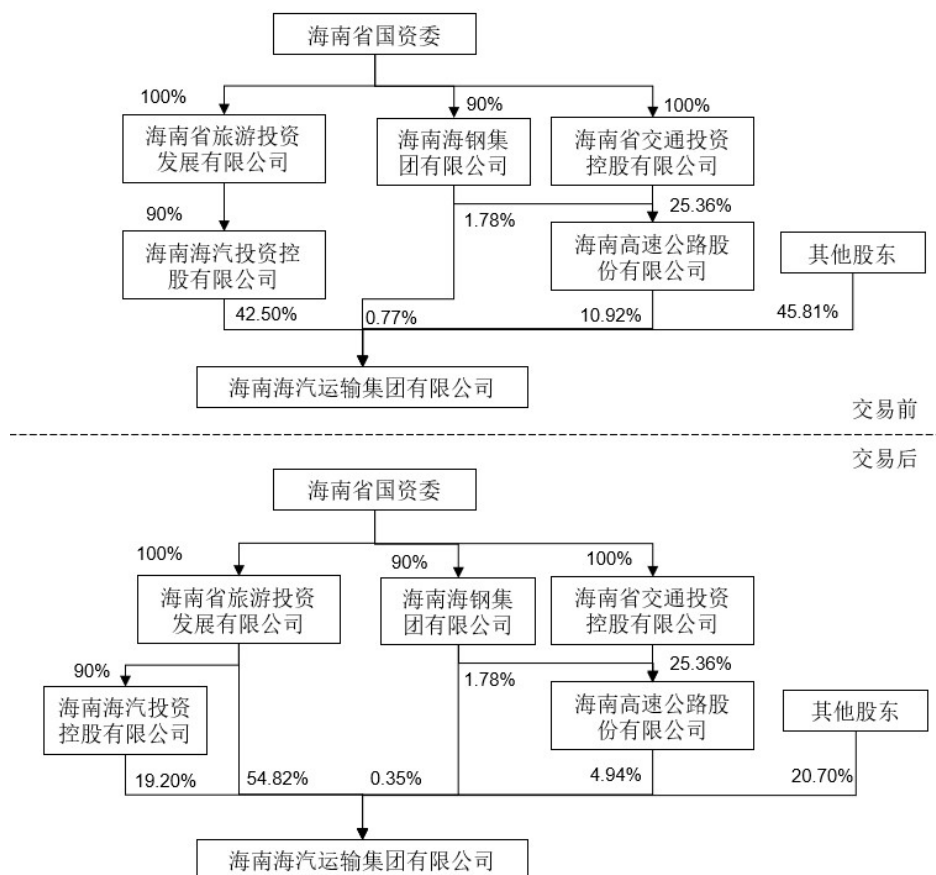 海南省国资委
100%
90%
100%
海南省旅游投资
发展有限公司
海南海钢集
团有限公司
海南省交通投资
控股有限公司
90%
1.78%
25.36%
海南海汽投资控
股有限公司
海南高速公路股
份有限公司
其他股东
42.50%
0.77%
10.92%
45.81%
海南海汽运输集团有限公司
交易前
交易后
海南省国资委
100%
90%
100%
海南省旅游投资
发展有限公司
海南海钢集
团有限公司
海南省交通投资
控股有限公司
90%
1.78%
25.36%
海南海汽投资
控股有限公司
海南高速公路股
份有限公司
其他股东
19.20%
54.82%
0.35%
4.94%
20.70%
海南海汽运输集团有限公司